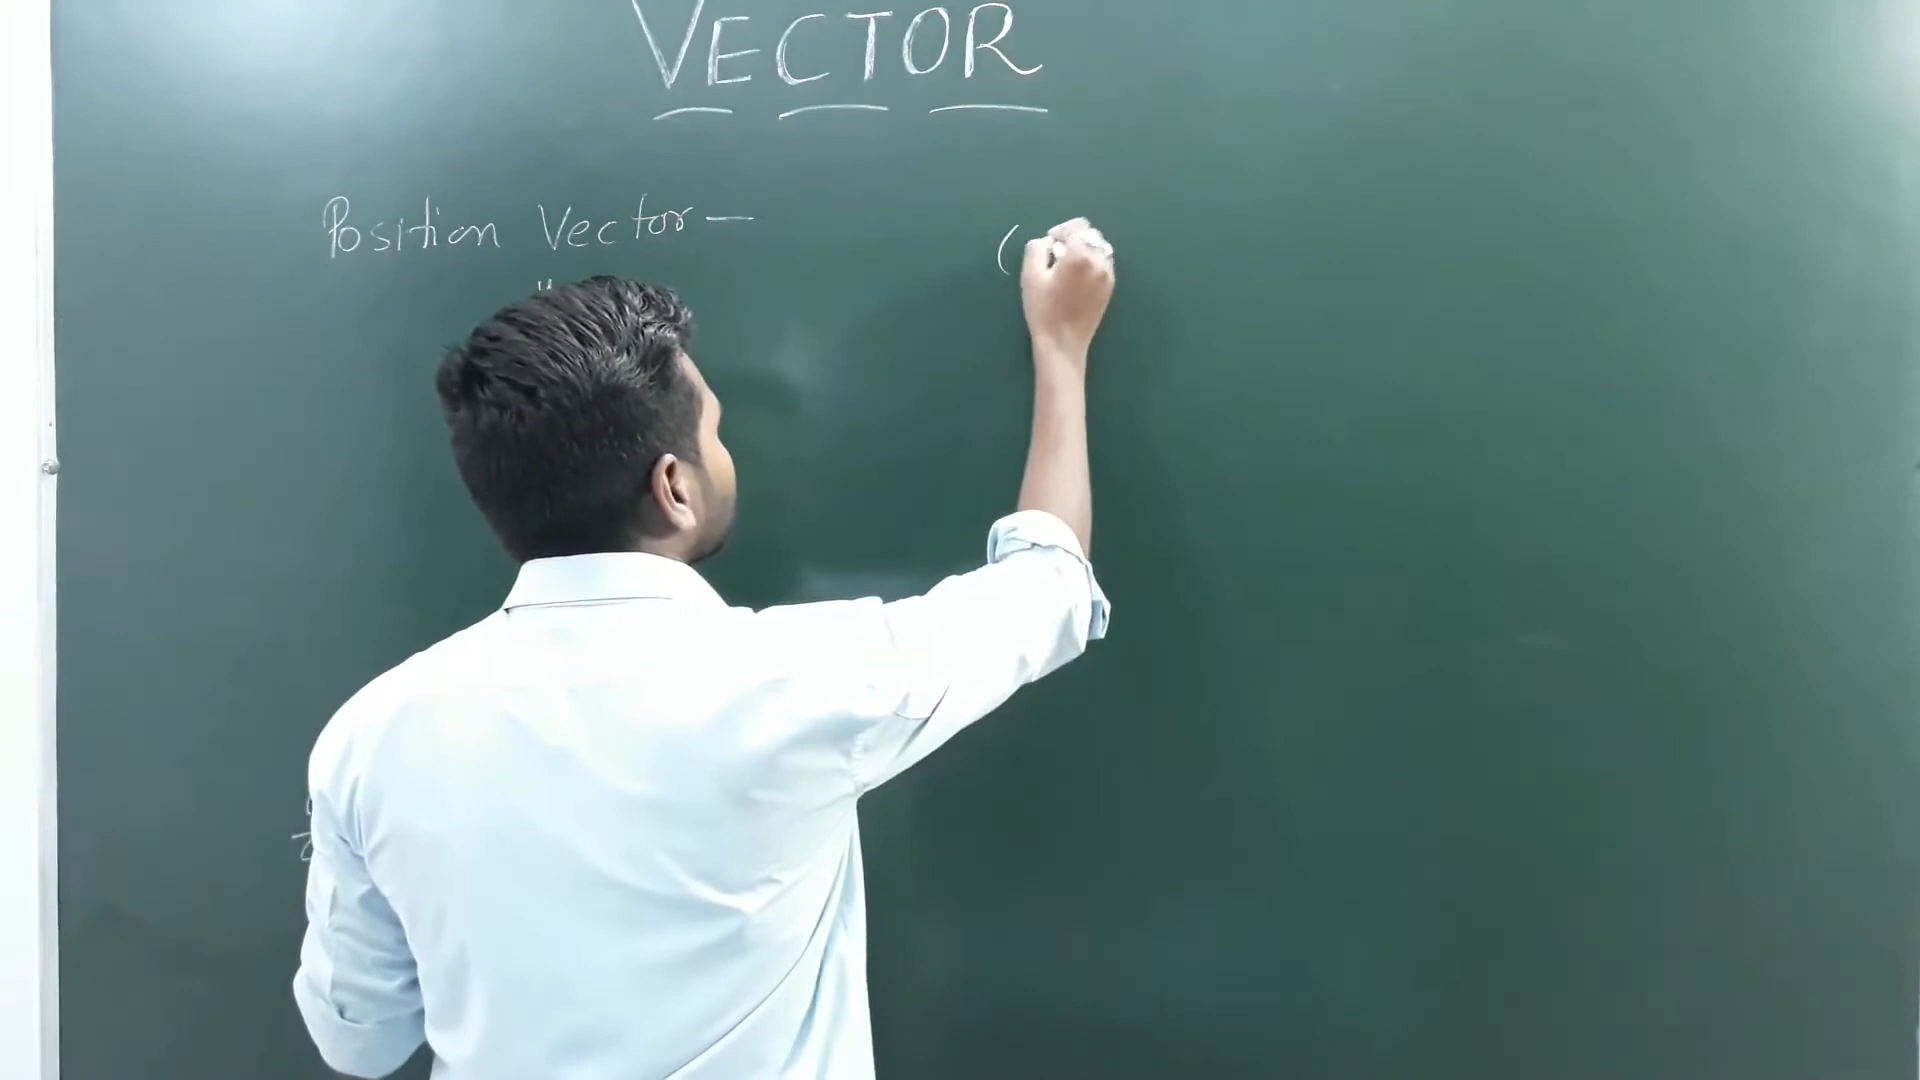 VECTOR
Position Vector —
(